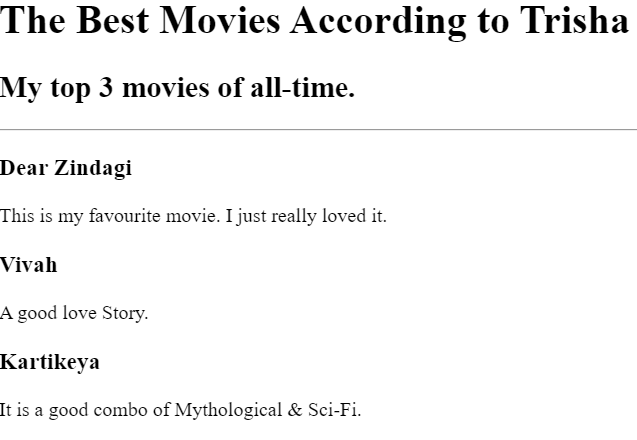 The Best Movies According to Trisha
My top 3 movies of all-time.
Dear Zindagi
This is my favourite movie. I just really loved it.
Vivah
A good love Story.
Kartikeya
It is a good combo of Mythological & Sci-Fi.